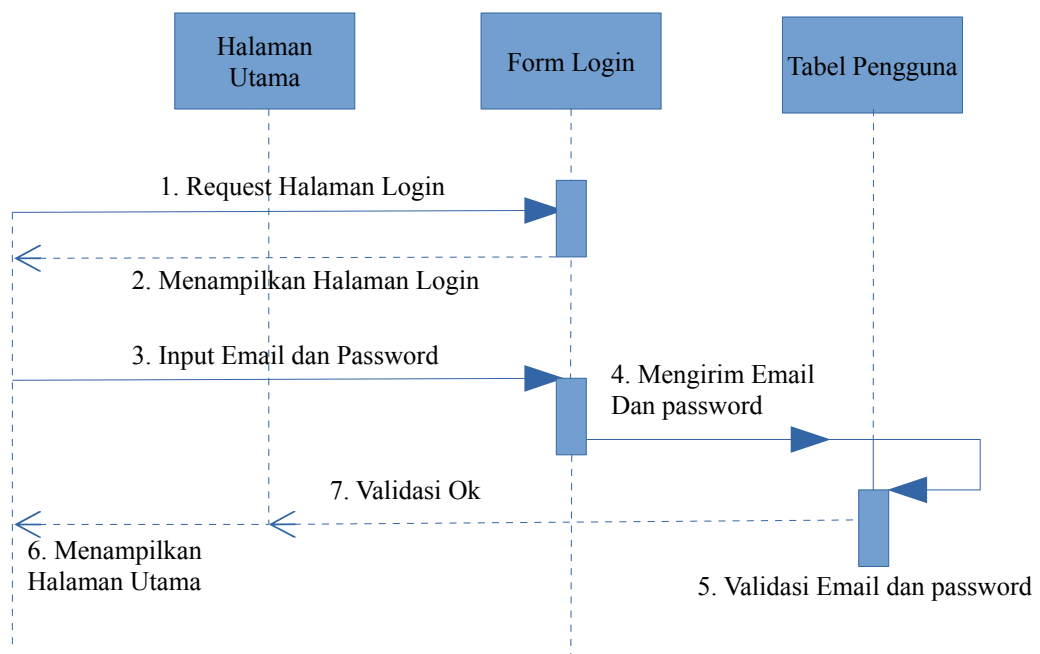 Halaman
Utama
Form Login
Tabel Pengguna
1. Request Halaman Login
2. Menampilkan Halaman Login
3. Input Email dan Password
4. Mengirim Email
Dan password
7. Validasi Ok
6. Menampilkan
Halaman Utama
5. Validasi Email dan password